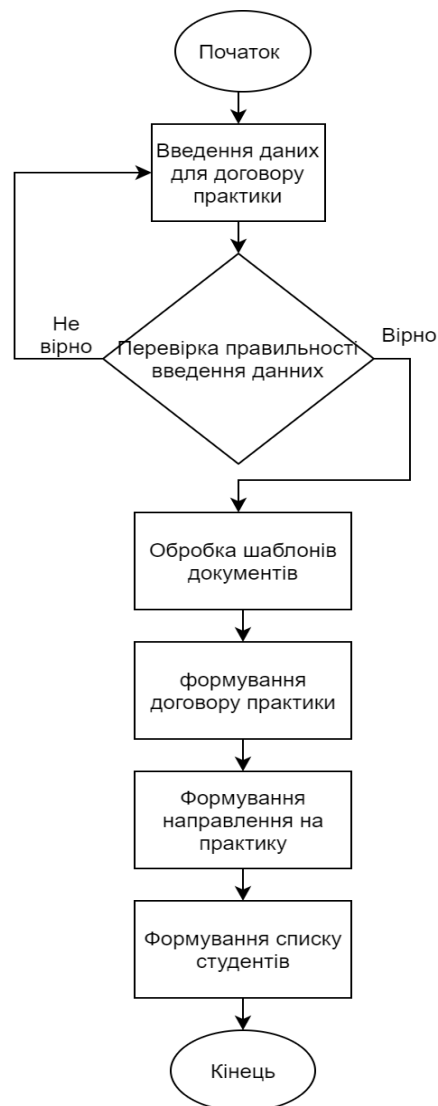 Початок
Введення даних
для договору
практики
Не
вірно
Перевірка правильності
введення данних
Вірно
Обробка шаблонів
документів
формування
договору практики
Формування
направлення на
практику
Формування списку
студентів
Кінець